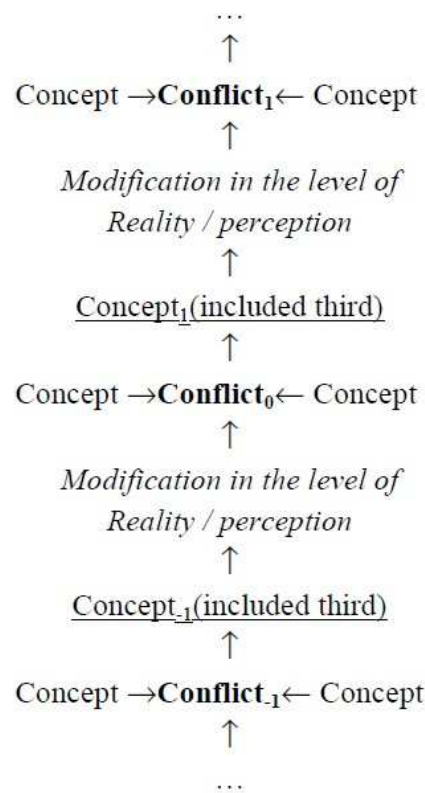 ...
↑
Concept →Conflict₁← Concept
↑
Modification in the level of
Reality / perception
↑
Concept₁(included third)
↑
Concept →Conflict₀← Concept
↑
Modification in the level of
Reality / perception
↑
Concept₋₁(included third)
↑
Concept →Conflict₋₁← Concept
↑
...